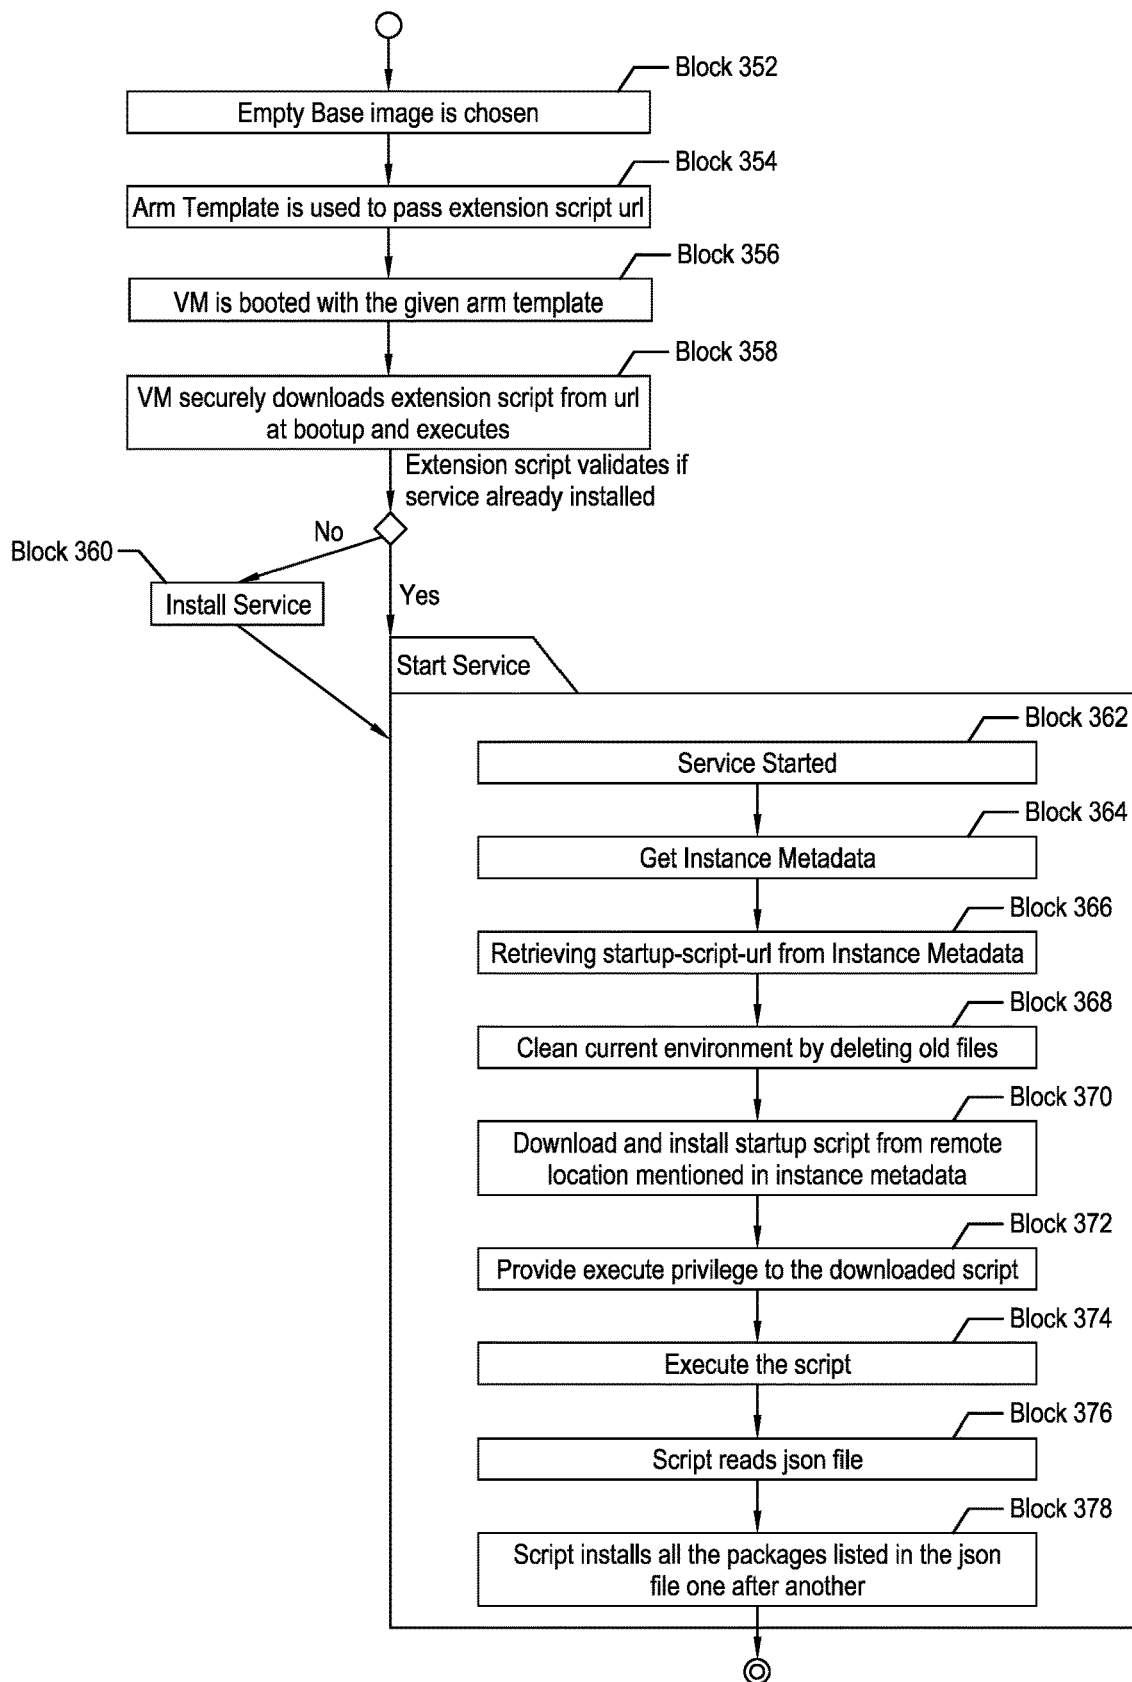 Block 352
Empty Base image is chosen
Block 354
Arm Template is used to pass extension script url
Block 356
VM is booted with the given arm template
Block 358
VM securely downloads extension script from url
at bootup and executes
Extension script validates if
service already installed
No
Block 360
Install Service
Yes
Start Service
Block 362
Service Started
Block 364
Get Instance Metadata
Block 366
Retrieving startup-script-url from Instance Metadata
Block 368
Clean current environment by deleting old files
Block 370
Download and install startup script from remote
location mentioned in instance metadata
Block 372
Provide execute privilege to the downloaded script
Block 374
Execute the script
Block 376
Script reads json file
Block 378
Script installs all the packages listed in the json
file one after another